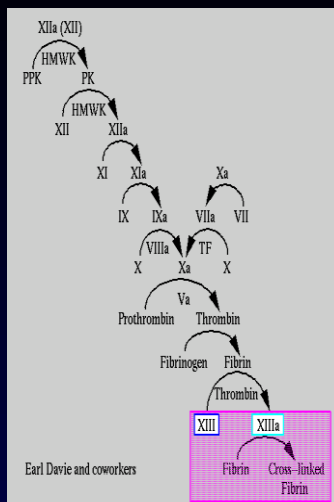 XIIa (XII)
HMWK
PPK PK
HMWK
XII XIIa
XI XIa Xa
IX IXa VIIa VII
VIIIa TF
X Xa X
Va
Prothrombin Thrombin
Fibrinogen Fibrin
Thrombin
XIII XIIIa
Earl Davie and coworkers Fibrin Cross-linked
Fibrin